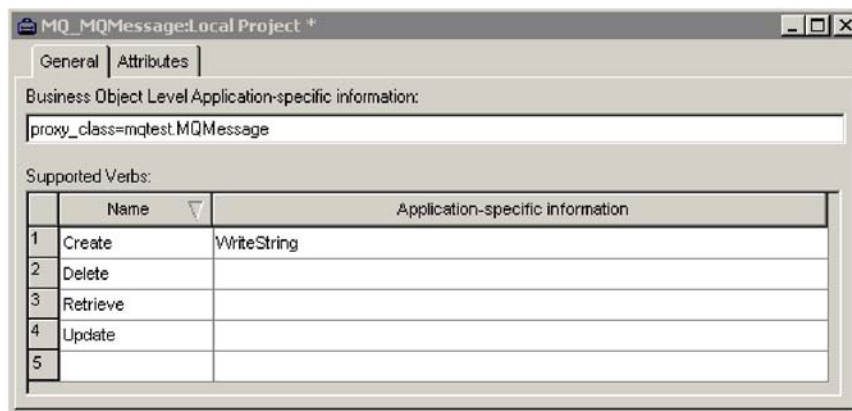 MQ_MQMessage:Local Project *
General Attributes
Business Object Level Application-specific information:
proxy_class=mqtest.MQMessage
Supported Verbs:
Name Application-specific information
1 Create WriteString
2 Delete
3 Retrieve
4 Update
5